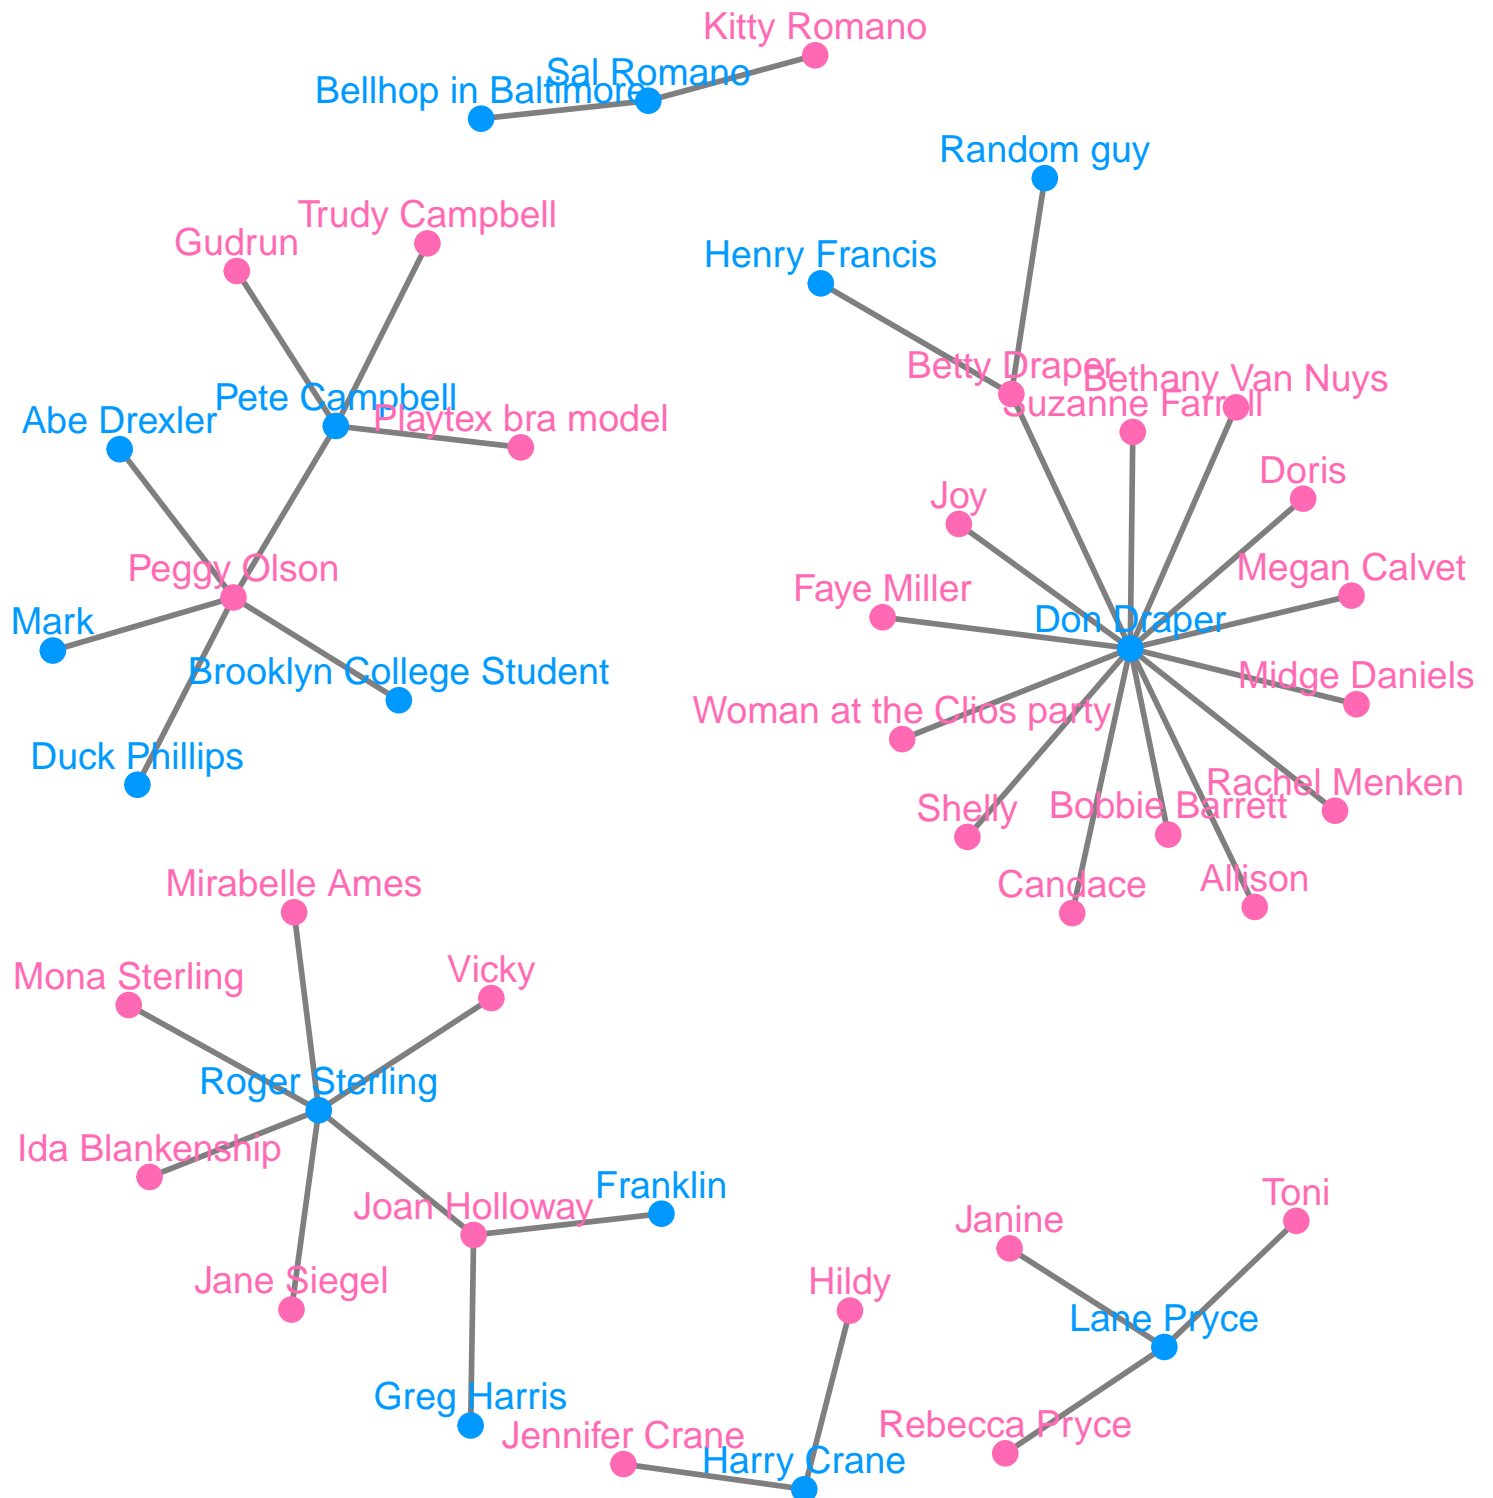 Kitty Romano
Sal Romano
Bellhop in Baltimore
Random guy
Trudy Campbell
Gudrun
Henry Francis
Betty Draper
Bethany Van Nuys
Pete Campbell
Suzanne Farrell
Abe Drexler
Playtex bra model
Doris
Joy
Peggy Olson
Megan Calvet
Faye Miller
Don Draper
Mark
Brooklyn College Student
Midge Daniels
Woman at the Clios party
Duck Phillips
Rachel Menken
Shelly
Bobbie Barrett
Mirabelle Ames
Candace
Allison
Mona Sterling
Vicky
Roger Sterling
Ida Blankenship
Franklin
Toni
Joan Holloway
Janine
Jane Siegel
Hildy
Lane Pryce
Greg Harris
Rebecca Pryce
Jennifer Crane
Harry Crane